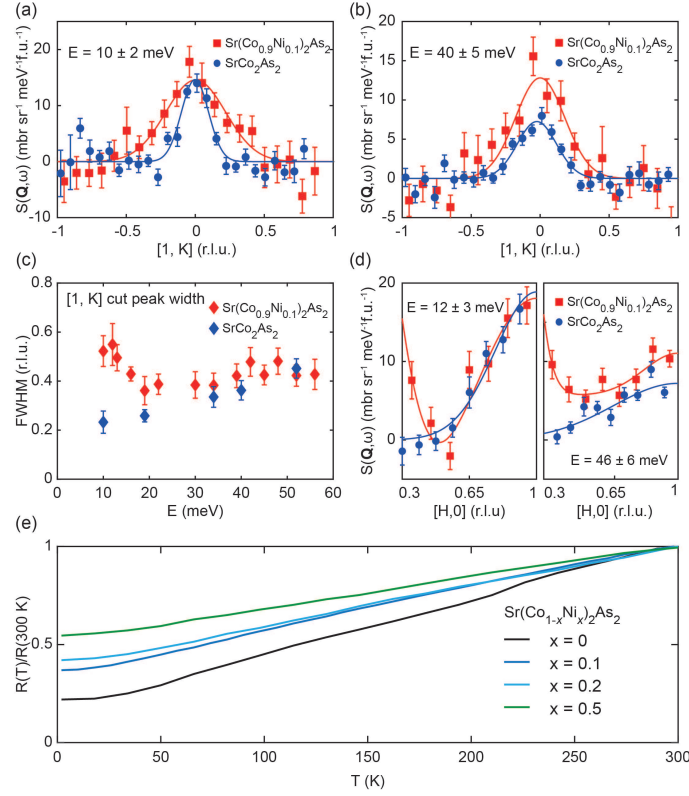 (a)
20
10
0
-10
S(Q,ω) (mbr sr⁻¹ meV⁻¹f.u.⁻¹)
E = 10 ± 2 meV
Sr(Co₀.₉Ni₀.₁)₂As₂
SrCo₂As₂
-1 -0.5 0 0.5 1
[1, K] (r.l.u.)
(b)
20
15
10
5
0
-5
S(Q,ω) (mbr sr⁻¹ meV⁻¹f.u.⁻¹)
E = 40 ± 5 meV
Sr(Co₀.₉Ni₀.₁)₂As₂
SrCo₂As₂
-1 -0.5 0 0.5 1
[1, K] (r.l.u.)
(c)
0.8
0.6
0.4
0.2
0
FWHM (r.l.u.)
[1, K] cut peak width
Sr(Co₀.₉Ni₀.₁)₂As₂
SrCo₂As₂
0 10 20 30 40 50 60
E (meV)
(d)
20
10
0
S(Q,ω) (mbr sr⁻¹ meV⁻¹f.u.⁻¹)
E = 12 ± 3 meV
0.3 0.65 1
[H,0] (r.l.u)
Sr(Co₀.₉Ni₀.₁)₂As₂
SrCo₂As₂
E = 46 ± 6 meV
0.3 0.65 1
[H,0] (r.l.u.)
(e)
1
0.5
0
R(T)/R(300 K)
Sr(Co₁₋ₓNiₓ)₂As₂
x = 0
x = 0.1
x = 0.2
x = 0.5
0 50 100 150 200 250 300
T (K)